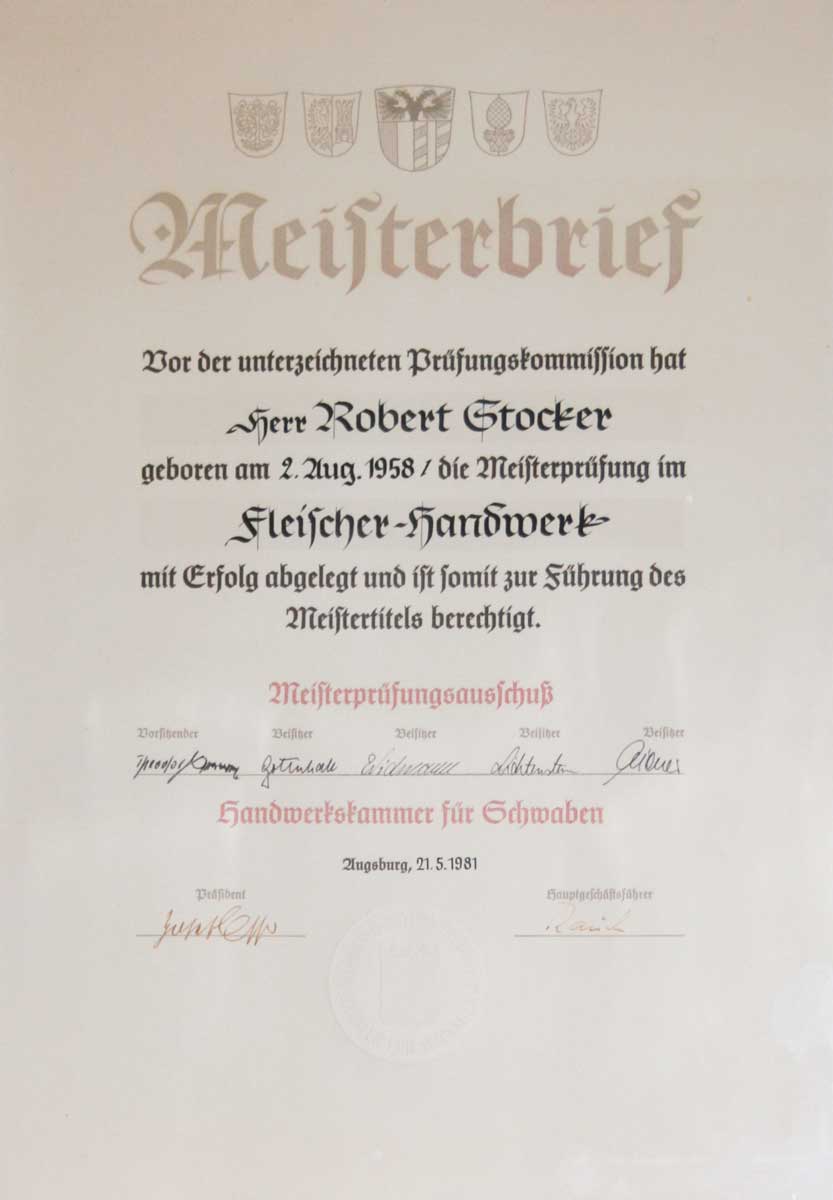 Meisterbrief
Vor der unterzeichneten Prüfungskommission hat
Herr Robert Stocker
geboren am 2. Aug. 1958 / die Meisterprüfung im
Fleischer-Handwerk
mit Erfolg abgelegt und ist somit zur Führung des
Meistertitels berechtigt.
Meisterprüfungsausschuß
Vorsitzender Beisitzer Beisitzer Beisitzer Beisitzer
Handwerkskammer für Schwaben
Augsburg, 21.5.1981
Präsident Hauptgeschäftsführer